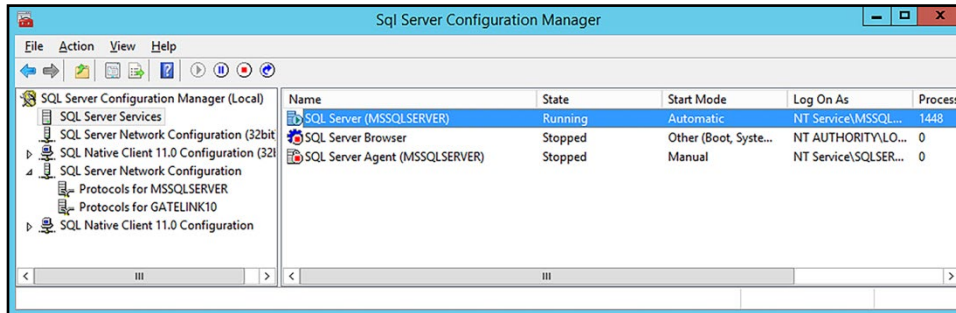 Sql Server Configuration Manager
File Action View Help
SQL Server Configuration Manager (Local)
SQL Server Services
SQL Server Network Configuration (32bit
SQL Native Client 11.0 Configuration (32
SQL Server Network Configuration
Protocols for MSSQLSERVER
Protocols for GATELINK10
SQL Native Client 11.0 Configuration
Name State Start Mode Log On As Process
SQL Server (MSSQLSERVER) Running Automatic NT Service\MSSQL... 1448
SQL Server Browser Stopped Other (Boot, Syste... NT AUTHORITY\LO... 0
SQL Server Agent (MSSQLSERVER) Stopped Manual NT Service\SQLSER... 0